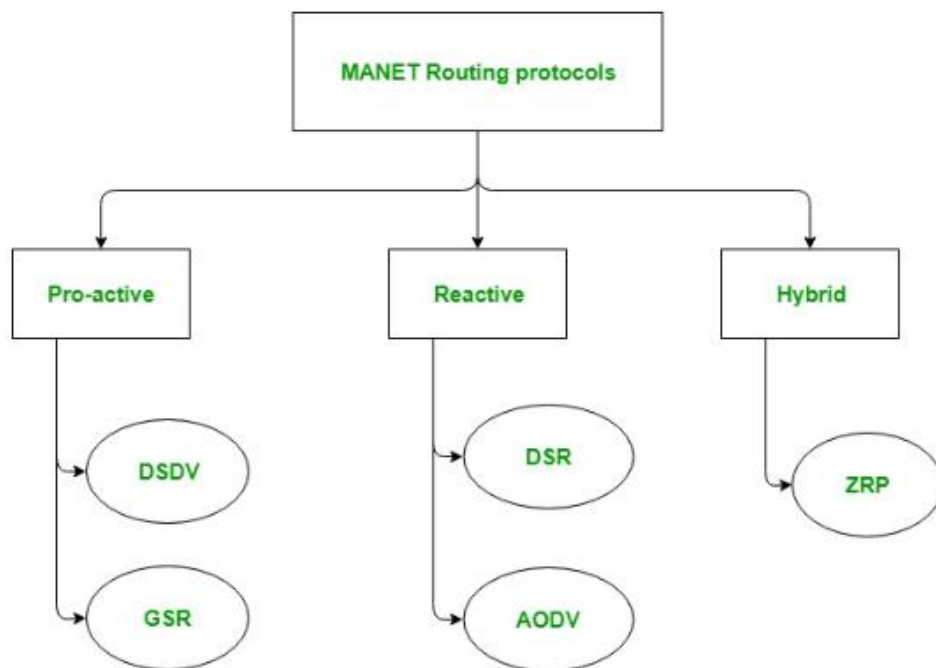 MANET Routing protocols
Pro-active
Reactive
Hybrid
DSDV
DSR
ZRP
GSR
AODV